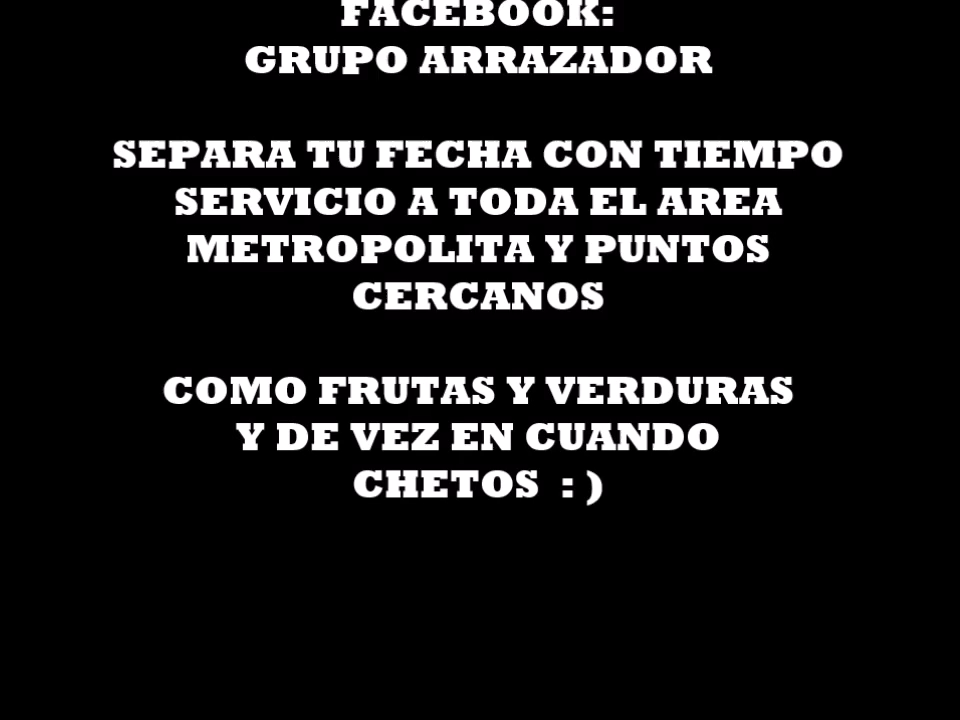 FACEBOOK:
GRUPO ARRAZADOR
SEPARA TU FECHA CON TIEMPO
SERVICIO A TODA EL AREA
METROPOLITA Y PUNTOS
CERCANOS
COMO FRUTAS Y VERDURAS
Y DE VEZ EN CUANDO
CHETOS : )